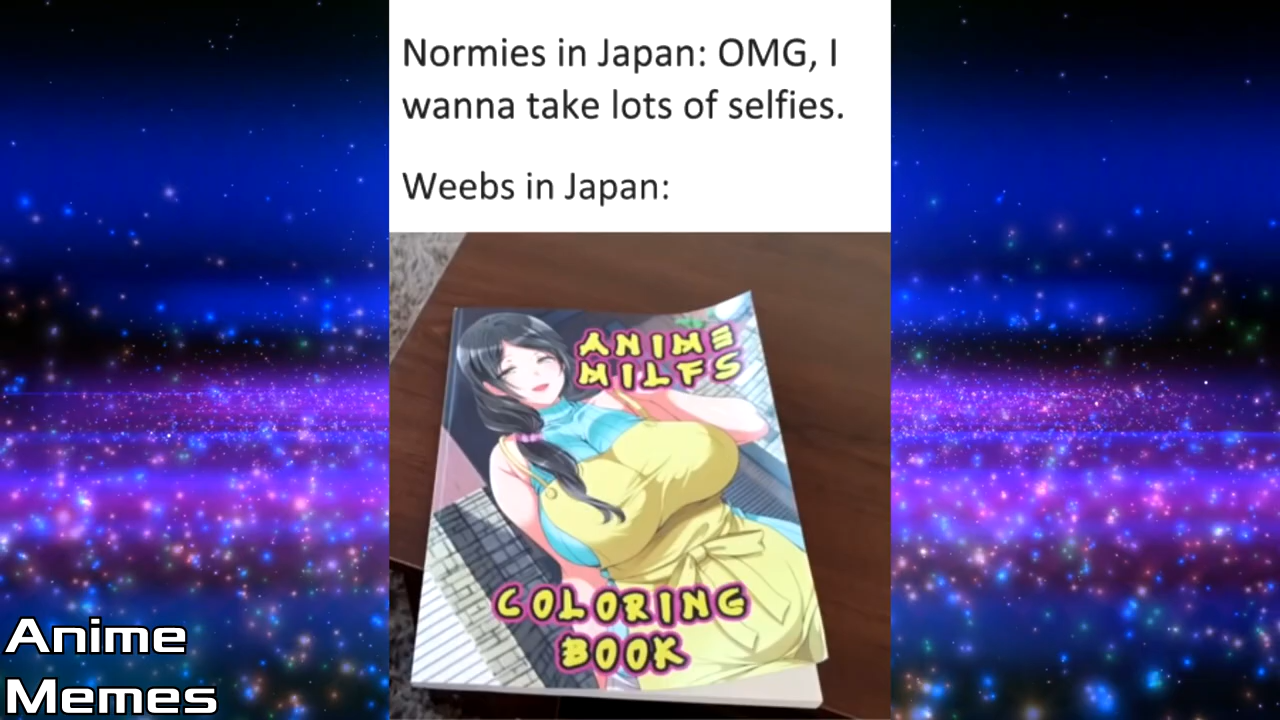 Normies in Japan: OMG, I
wanna take lots of selfies.
Weebs in Japan:
ANIME
MILFS
COLORING
BOOK
Anime
Memes